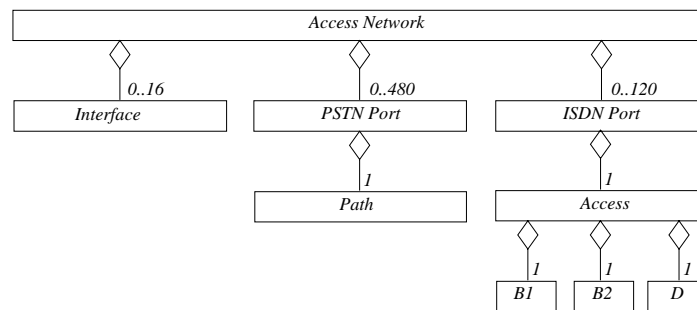 Access Network
0..16 0..480 0..120
Interface PSTN Port ISDN Port
1 1
Path Access
1 1 1
B1 B2 D